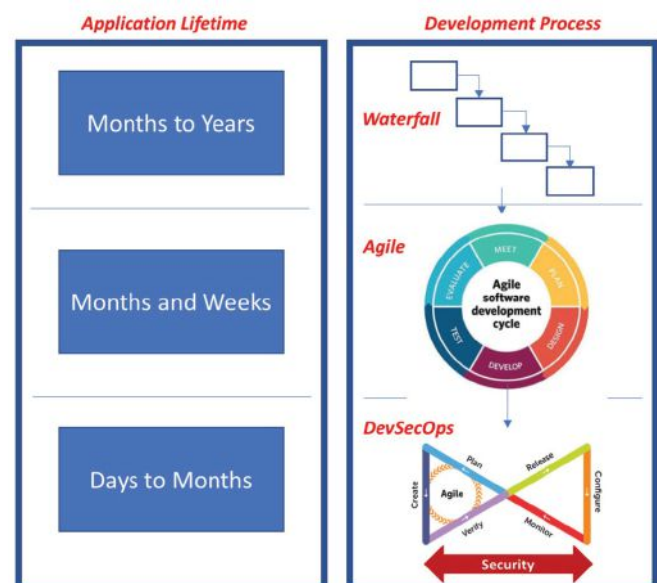 Application Lifetime
Months to Years
Months and Weeks
Days to Months
Development Process
Waterfall
Agile
MEET
PLAN
DESIGN
DEVELOP
TEST
EVALUATE
Agile
software
development
cycle
DevSecOps
Plan
Release
Create
Agile
Configure
Verify
Monitor
Security